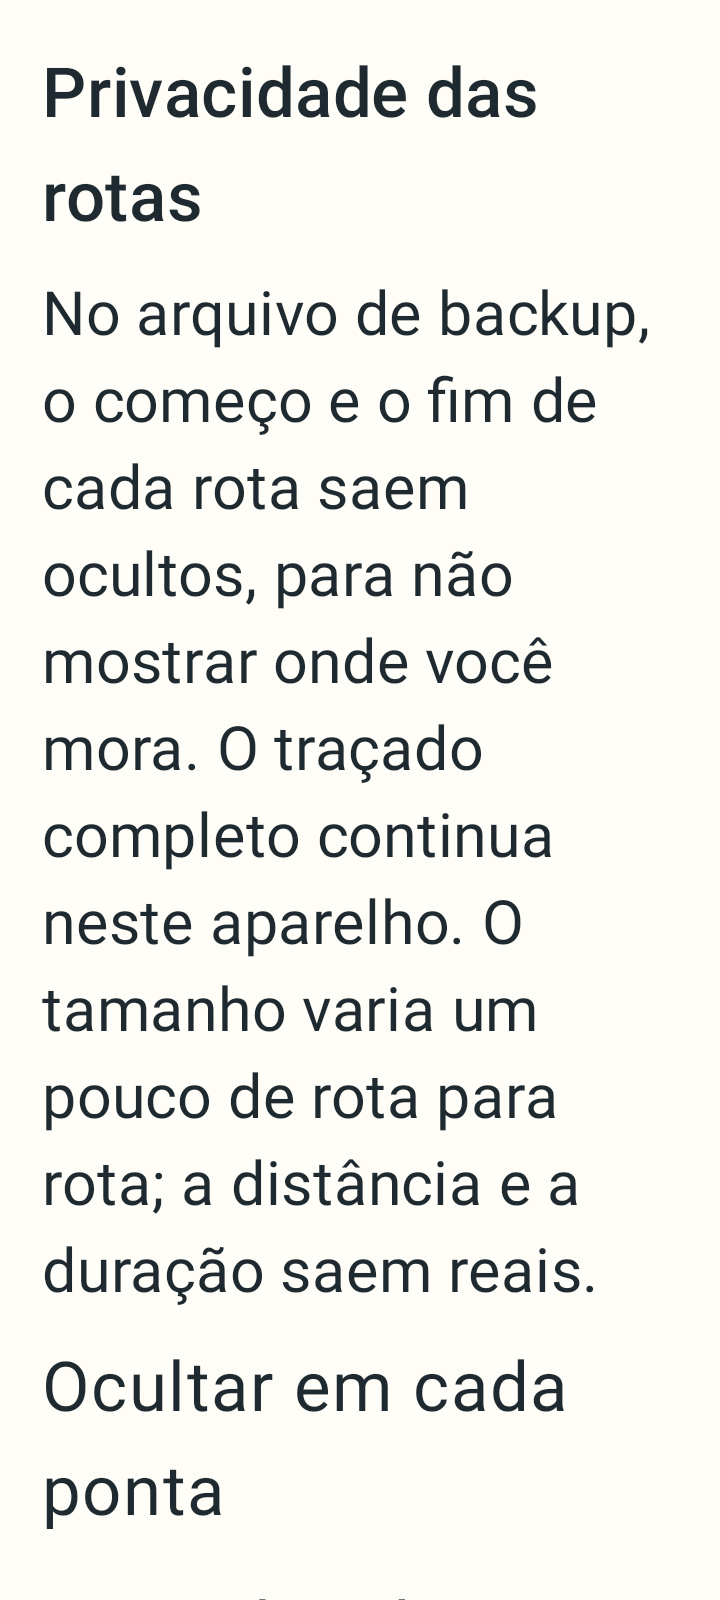 Privacidade das
rotas
No arquivo de backup,
o começo e o fim de
cada rota saem
ocultos, para não
mostrar onde você
mora. O traçado
completo continua
neste aparelho. O
tamanho varia um
pouco de rota para
rota; a distância e a
duração saem reais.
Ocultar em cada
ponta